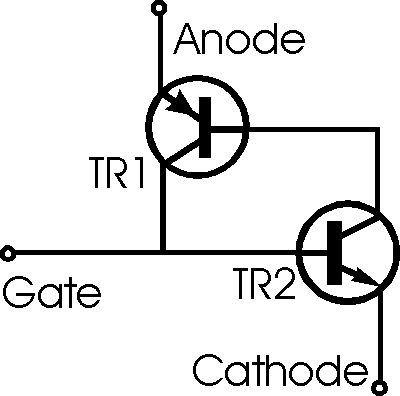 Anode
TR1
TR2
Gate
Cathode